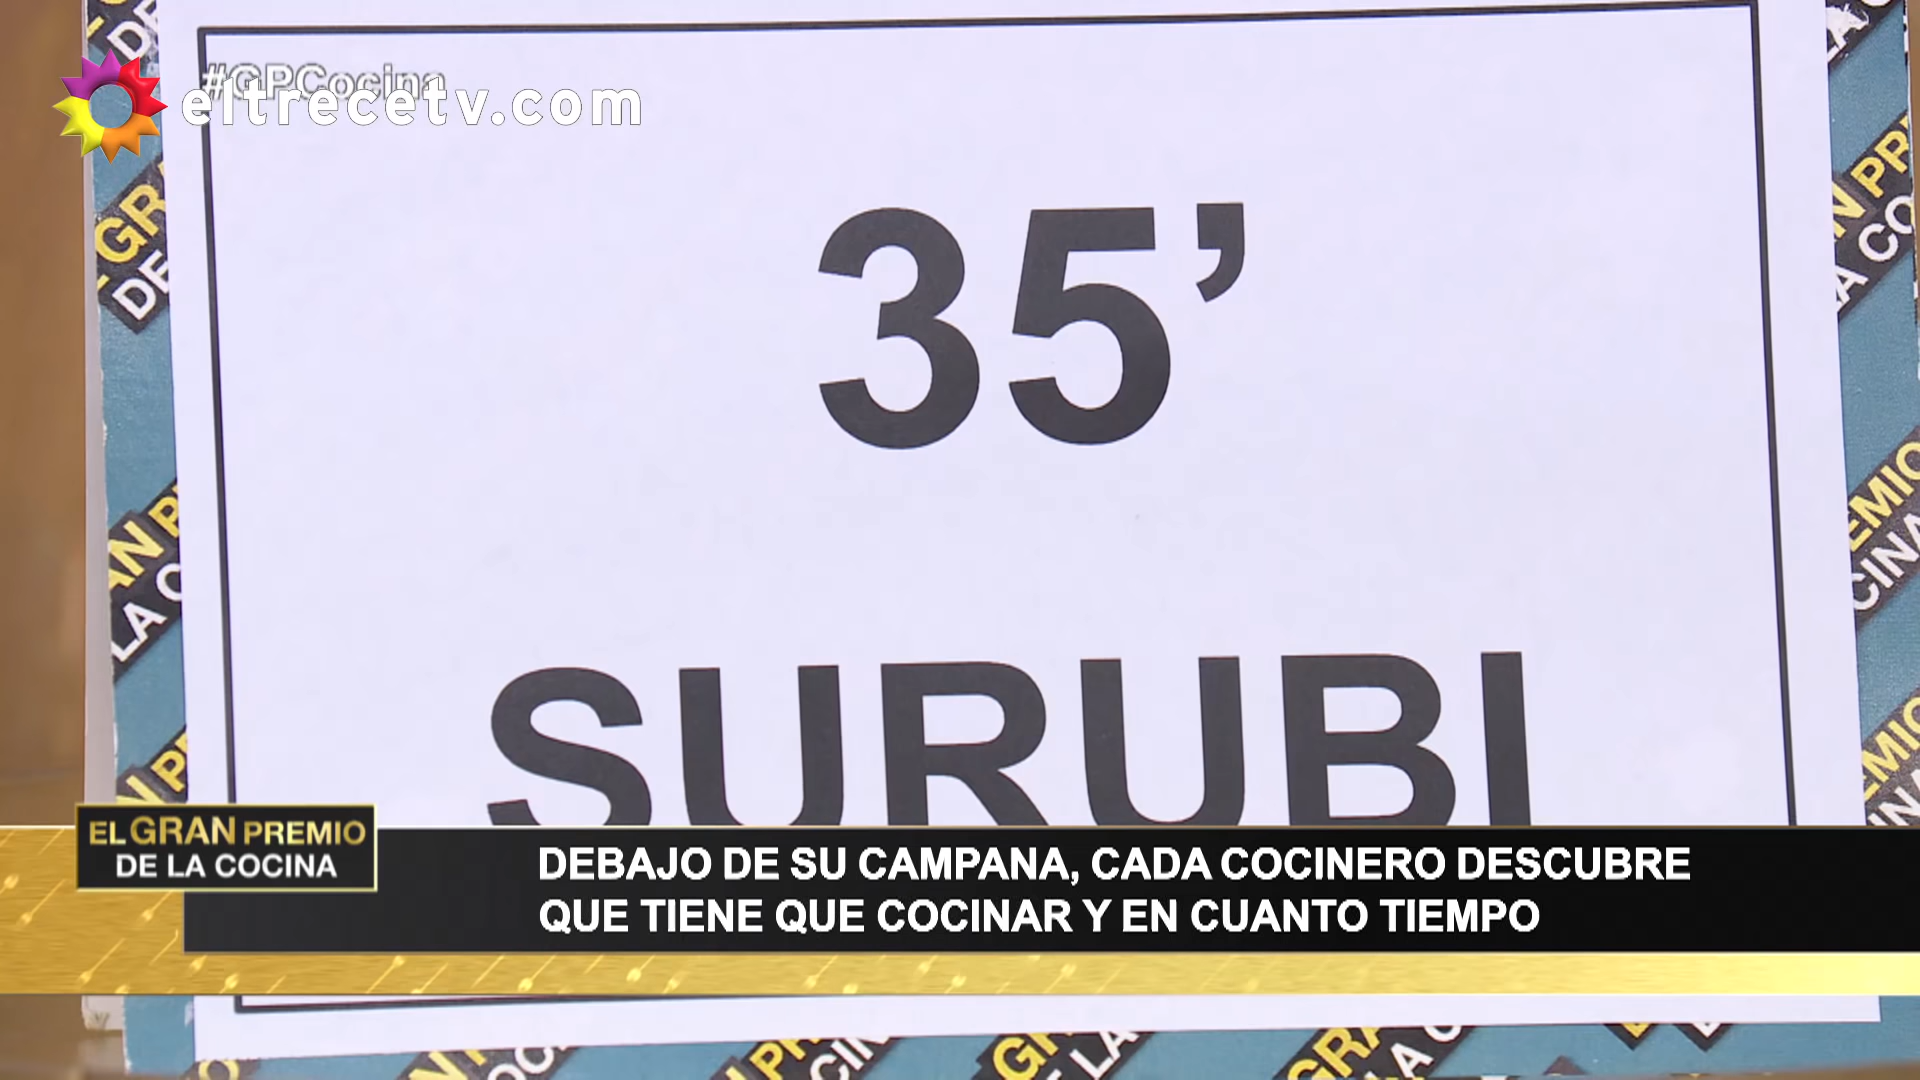 #GPCocina
eltrecetv.com
35’
SURUBI
EL GRAN PREMIO
DE LA COCINA
DEBAJO DE SU CAMPANA, CADA COCINERO DESCUBRE
QUE TIENE QUE COCINAR Y EN CUANTO TIEMPO